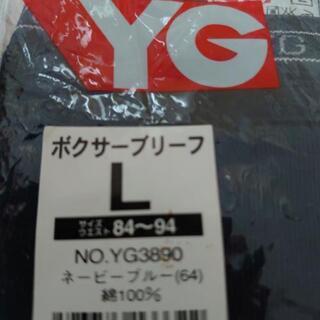 YG
G
ボクサーブリーフ
L
サイズ
ウエスト 84〜94
NO.YG3890
ネービーブルー(64)
綿100%